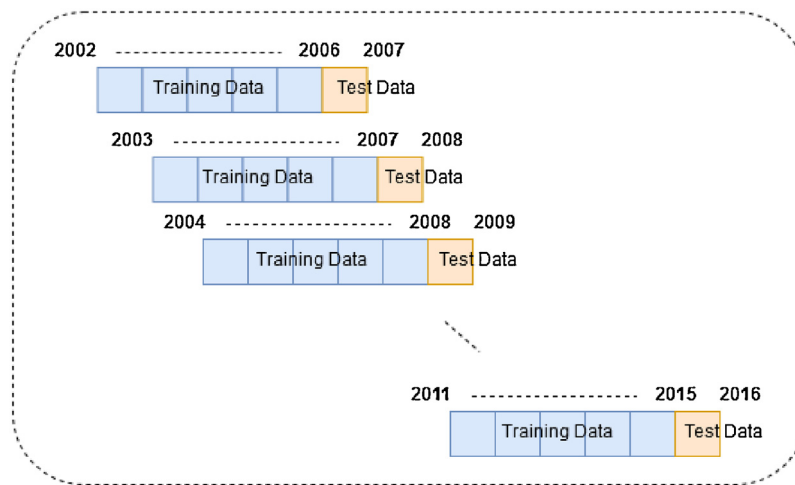 2002 2006 2007
Training Data Test Data
2003 2007 2008
Training Data Test Data
2004 2008 2009
Training Data Test Data
2011 2015 2016
Training Data Test Data